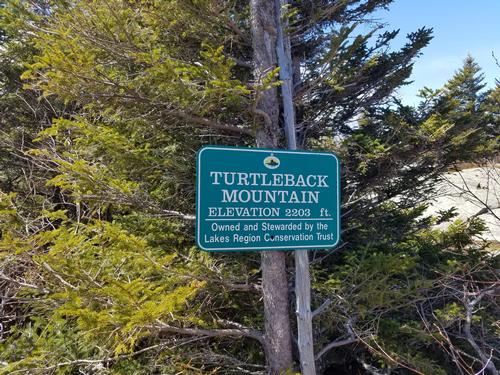 TURTLEBACK
MOUNTAIN
ELEVATION 2203 ft.
Owned and Stewarded by the
Lakes Region Conservation Trust